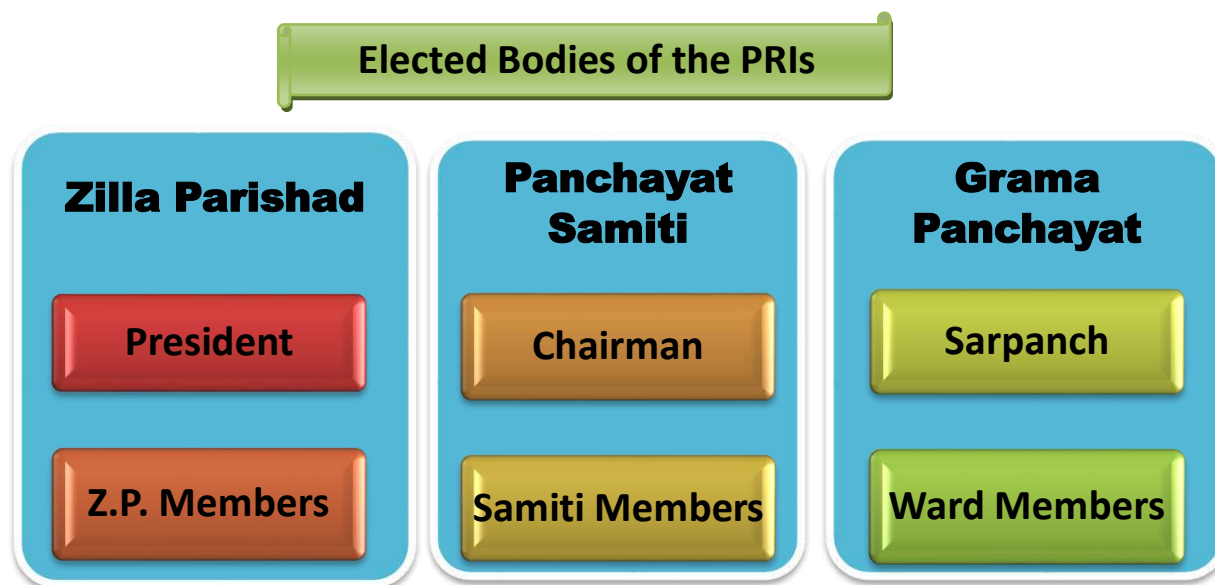 Elected Bodies of the PRIs
Zilla Parishad
President
Z.P. Members
Panchayat
Samiti
Chairman
Samiti Members
Grama
Panchayat
Sarpanch
Ward Members